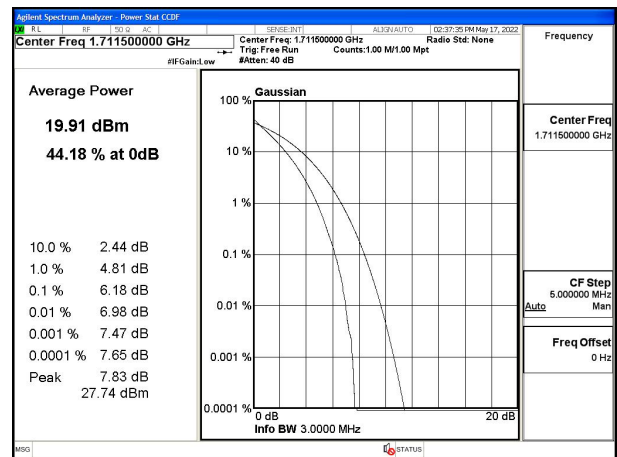 Agilent Spectrum Analyzer - Power Stat CCDF
RL RF 50 Ω AC SENSE:INT ALIGNAUTO 02:37:35 PM May 17, 2022
Center Freq 1.711500000 GHz
Center Freq: 1.711500000 GHz Radio Std: None
Trig: Free Run Counts:1.00 M/1.00 Mpt
#IFGain:Low #Atten: 40 dB
Frequency
Average Power
19.91 dBm
44.18 % at 0dB
10.0 % 2.44 dB
1.0 % 4.81 dB
0.1 % 6.18 dB
0.01 % 6.98 dB
0.001 % 7.47 dB
0.0001 % 7.65 dB
Peak 7.83 dB
27.74 dBm
Gaussian
100 %
10 %
1 %
0.1 %
0.01 %
0.001 %
0.0001 %
0 dB 20 dB
Info BW 3.0000 MHz
Center Freq
1.711500000 GHz
CF Step
5.000000 MHz
Auto Man
Freq Offset
0 Hz
MSG STATUS